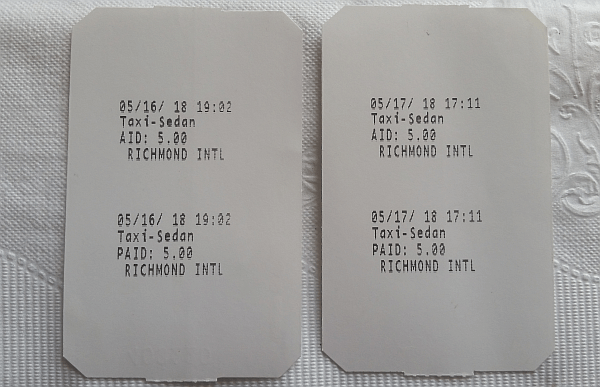 05/16/ 18 19:02
Taxi-Sedan
AID: 5.00
RICHMOND INTL
05/16/ 18 19:02
Taxi-Sedan
PAID: 5.00
RICHMOND INTL
05/17/ 18 17:11
Taxi-Sedan
AID: 5.00
RICHMOND INTL
05/17/ 18 17:11
Taxi-Sedan
PAID: 5.00
RICHMOND INTL